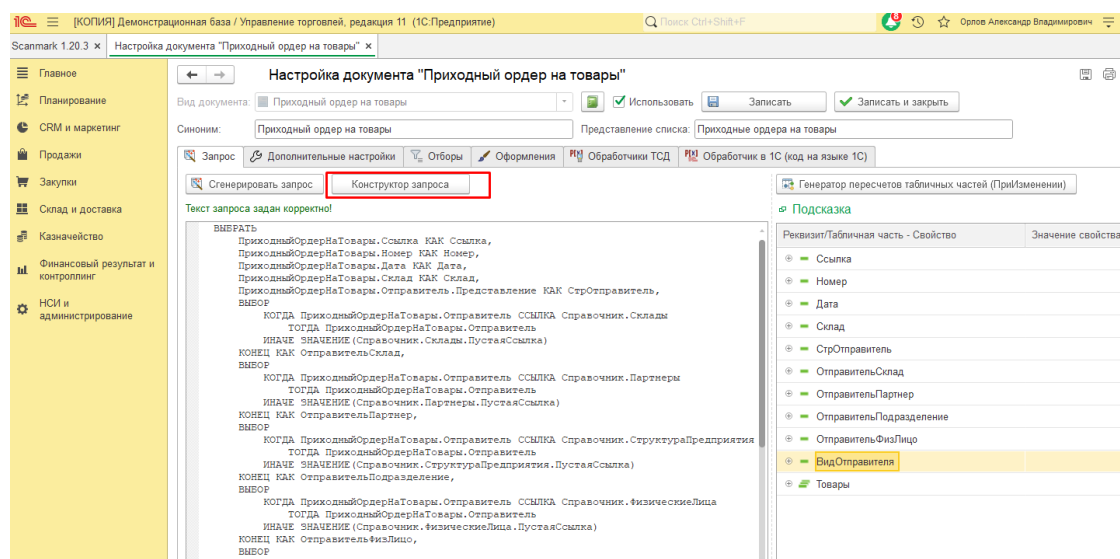 1С [КОПИЯ] Демонстрационная база / Управление торговлей, редакция 11 (1С:Предприятие) Поиск Ctrl+Shift+F Орлов Александр Владимирович
Scanmark 1.20.3 × Настройка документа "Приходный ордер на товары" ×
Главное
Планирование
CRM и маркетинг
Продажи
Закупки
Склад и доставка
Казначейство
Финансовый результат и
контроллинг
НСИ и
администрирование
Настройка документа "Приходный ордер на товары"
Вид документа: Приходный ордер на товары Использовать Записать Записать и закрыть
Синоним: Приходный ордер на товары Представление списка: Приходные ордера на товары
Запрос Дополнительные настройки Отборы Оформления Обработчики ТСД Обработчик в 1С (код на языке 1С)
Сгенерировать запрос Конструктор запроса
Текст запроса задан корректно!
ВЫБРАТЬ
ПриходныйОрдерНаТовары.Ссылка КАК Ссылка,
ПриходныйОрдерНаТовары.Номер КАК Номер,
ПриходныйОрдерНаТовары.Дата КАК Дата,
ПриходныйОрдерНаТовары.Склад КАК Склад,
ПриходныйОрдерНаТовары.Отправитель.Представление КАК СтрОтправитель,
ВЫБОР
КОГДА ПриходныйОрдерНаТовары.Отправитель ССЫЛКА Справочник.Склады
ТОГДА ПриходныйОрдерНаТовары.Отправитель
ИНАЧЕ ЗНАЧЕНИЕ(Справочник.Склады.ПустаяСсылка)
КОНЕЦ КАК ОтправительСклад,
ВЫБОР
КОГДА ПриходныйОрдерНаТовары.Отправитель ССЫЛКА Справочник.Партнеры
ТОГДА ПриходныйОрдерНаТовары.Отправитель
ИНАЧЕ ЗНАЧЕНИЕ(Справочник.Партнеры.ПустаяСсылка)
КОНЕЦ КАК ОтправительПартнер,
ВЫБОР
КОГДА ПриходныйОрдерНаТовары.Отправитель ССЫЛКА Справочник.СтруктураПредприятия
ТОГДА ПриходныйОрдерНаТовары.Отправитель
ИНАЧЕ ЗНАЧЕНИЕ(Справочник.СтруктураПредприятия.ПустаяСсылка)
КОНЕЦ КАК ОтправительПодразделение,
ВЫБОР
КОГДА ПриходныйОрдерНаТовары.Отправитель ССЫЛКА Справочник.ФизическиеЛица
ТОГДА ПриходныйОрдерНаТовары.Отправитель
ИНАЧЕ ЗНАЧЕНИЕ(Справочник.ФизическиеЛица.ПустаяСсылка)
КОНЕЦ КАК ОтправительФизЛицо,
ВЫБОР
Генератор пересчетов табличных частей (ПриИзменении)
Подсказка
Реквизит/Табличная часть - Свойство Значение свойства
Ссылка
Номер
Дата
Склад
СтрОтправитель
ОтправительСклад
ОтправительПартнер
ОтправительПодразделение
ОтправительФизЛицо
ВидОтправителя
Товары